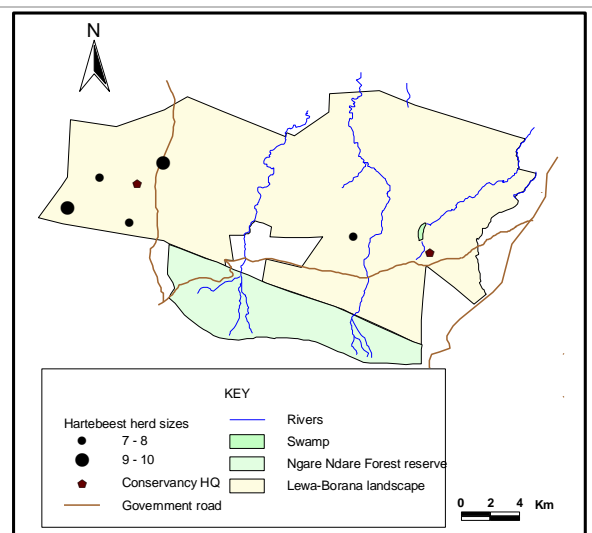 N
KEY
Hartebeest herd sizes
7 - 8
9 - 10
Conservancy HQ
Government road
Rivers
Swamp
Ngare Ndare Forest reserve
Lewa-Borana landscape
0 2 4 Km